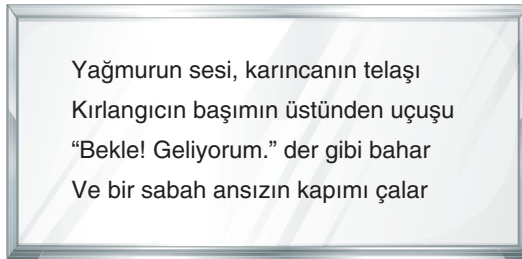 Yağmurun sesi, karıncanın telaşı
Kırlangıcın başımın üstünden uçuşu
“Bekle! Geliyorum.” der gibi bahar
Ve bir sabah ansızın kapımı çalar